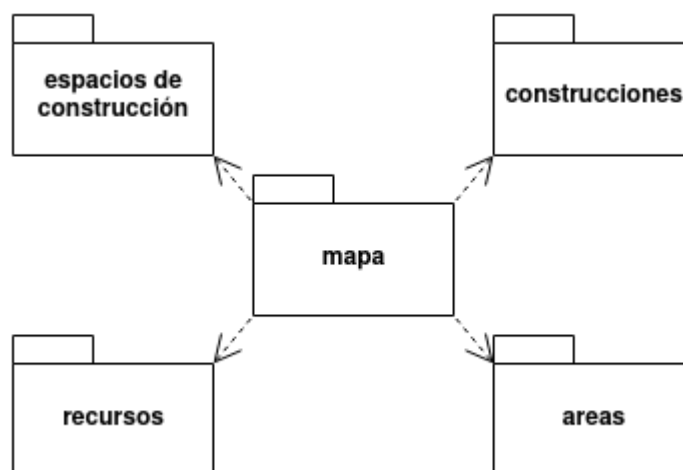 espacios de
construcción
construcciones
mapa
recursos
areas